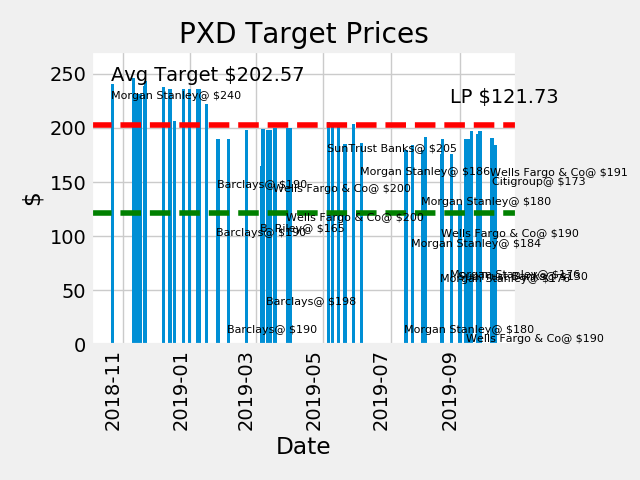 PXD Target Prices
Avg Target $202.57
LP $121.73
Morgan Stanley@ $240
SunTrust Banks@ $205
Morgan Stanley@ $186
Wells Fargo & Co@ $191
Citigroup@ $173
Barclays@ $190
Wells Fargo & Co@ $200
Morgan Stanley@ $180
Wells Fargo & Co@ $200
B. Riley@ $165
Barclays@ $190
Wells Fargo & Co@ $190
Morgan Stanley@ $184
Morgan Stanley@ $176
Morgan Stanley@ $176
Barclays@ $198
Barclays@ $190
Morgan Stanley@ $180
Wells Fargo & Co@ $190
$
250
200
150
100
50
0
2018-11
2019-01
2019-03
2019-05
2019-07
2019-09
Date